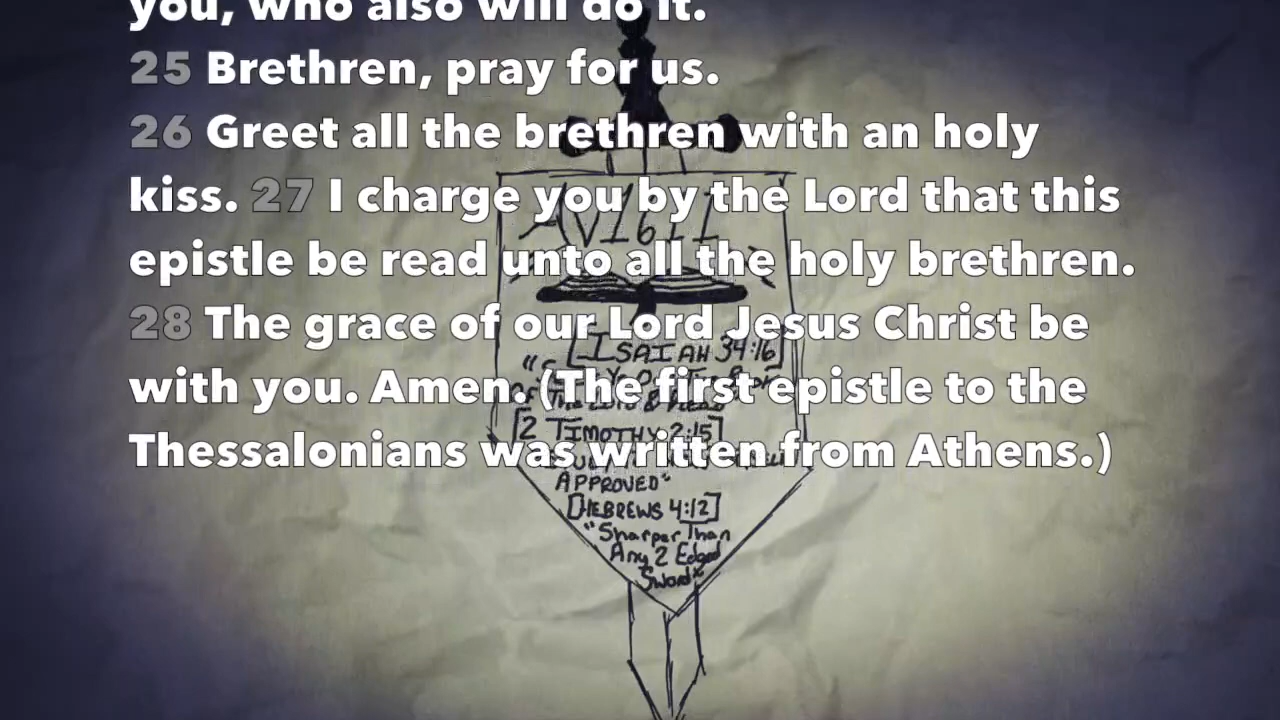 you, who also will do it.
25 Brethren, pray for us.
26 Greet all the brethren with an holy
kiss. 27 I charge you by the Lord that this
epistle be read unto all the holy brethren.
28 The grace of our Lord Jesus Christ be
with you. Amen. (The first epistle to the
Thessalonians was written from Athens.)
AV1611
[ISAIAH 34:16]
[2 TIMOTHY 2:15]
APPROVED"
[HEBREWS 4:12]
"Sharper Than
Any 2 Edged
Sword"